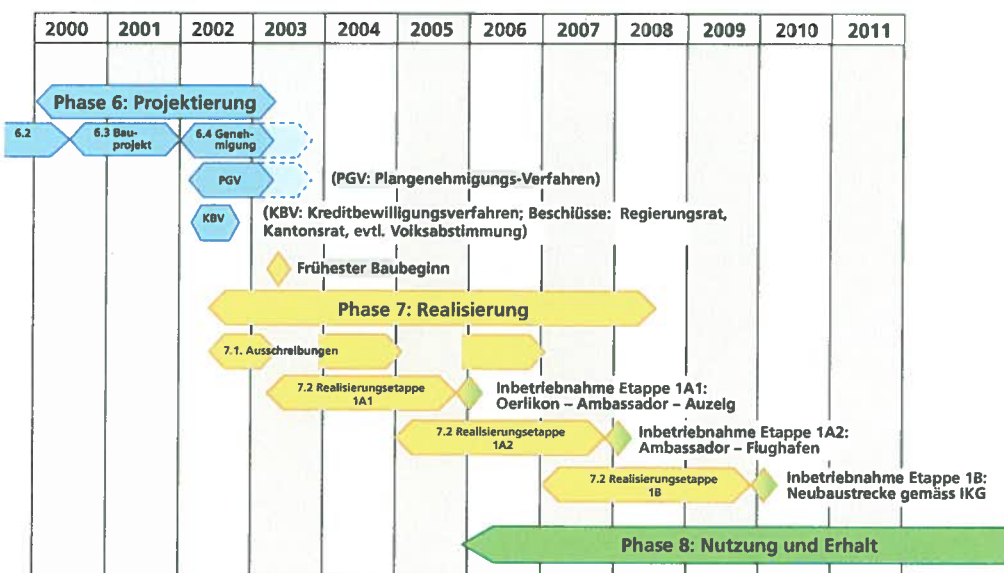 2000 2001 2002 2003 2004 2005 2006 2007 2008 2009 2010 2011
Phase 6: Projektierung
6.2
6.3 Bau-
projekt
6.4 Geneh-
migung
PGV
(PGV: Plangenehmigungs-Verfahren)
KBV
(KBV: Kreditbewilligungsverfahren; Beschlüsse: Regierungsrat,
Kantonsrat, evtl. Volksabstimmung)
Frühester Baubeginn
Phase 7: Realisierung
7.1. Ausschreibungen
7.2 Realisierungsetappe
1A1
Inbetriebnahme Etappe 1A1:
Oerlikon – Ambassador – Auzelg
7.2 Realisierungsetappe
1A2
Inbetriebnahme Etappe 1A2:
Ambassador – Flughafen
7.2 Realisierungsetappe
1B
Inbetriebnahme Etappe 1B:
Neubaustrecke gemäss IKG
Phase 8: Nutzung und Erhalt